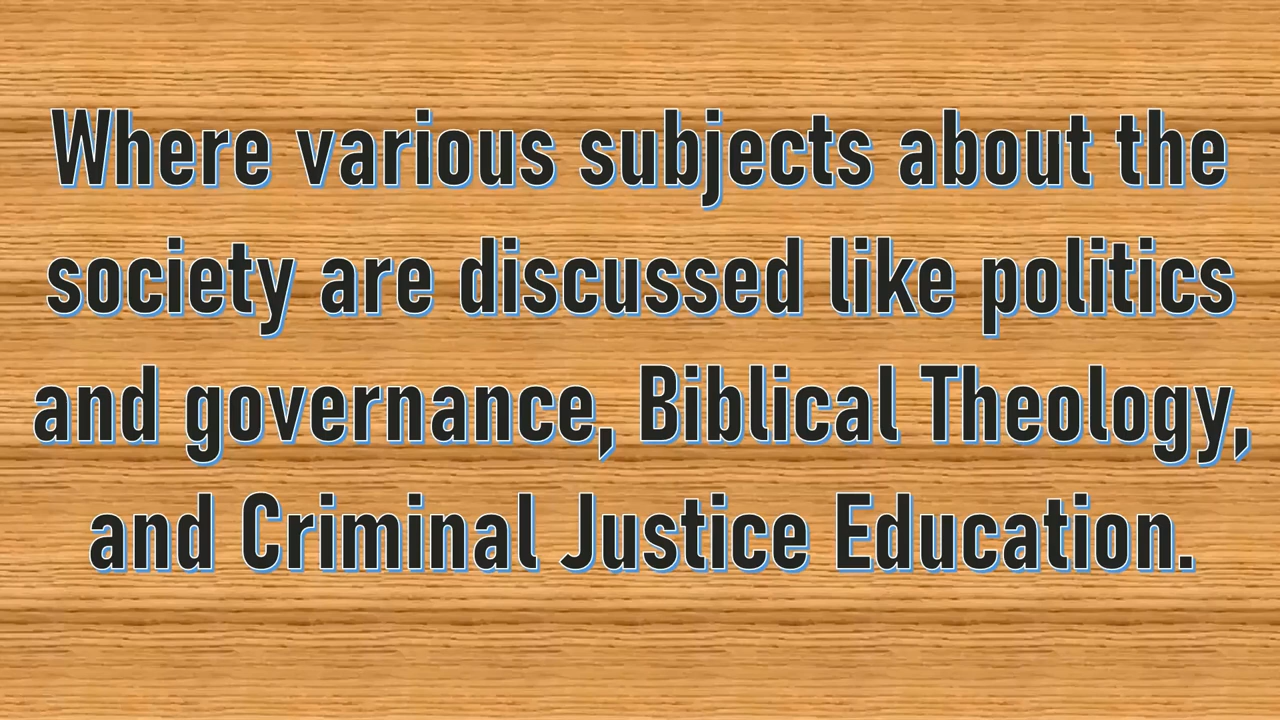 Where various subjects about the
society are discussed like politics
and governance, Biblical Theology,
and Criminal Justice Education.